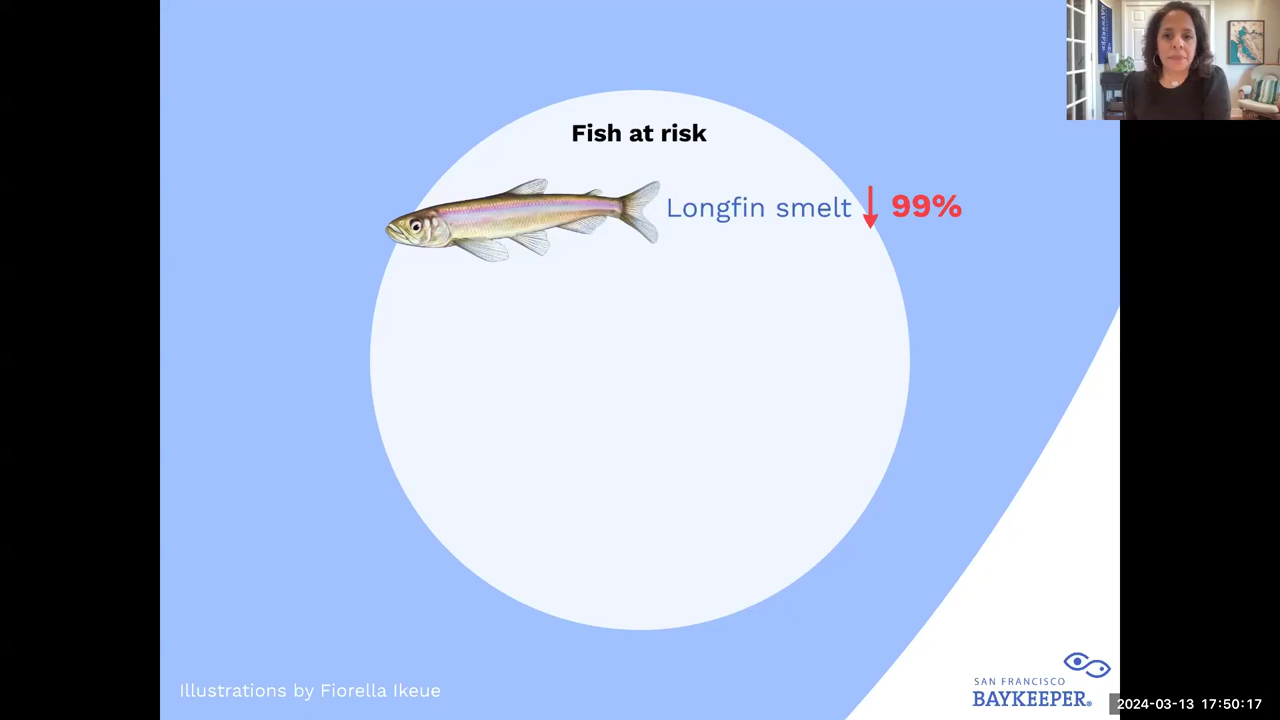 Fish at risk
Longfin smelt 99%
Illustrations by Fiorella Ikeue
SAN FRANCISCO
BAYKEEPER®
2024-03-13 17:50:17